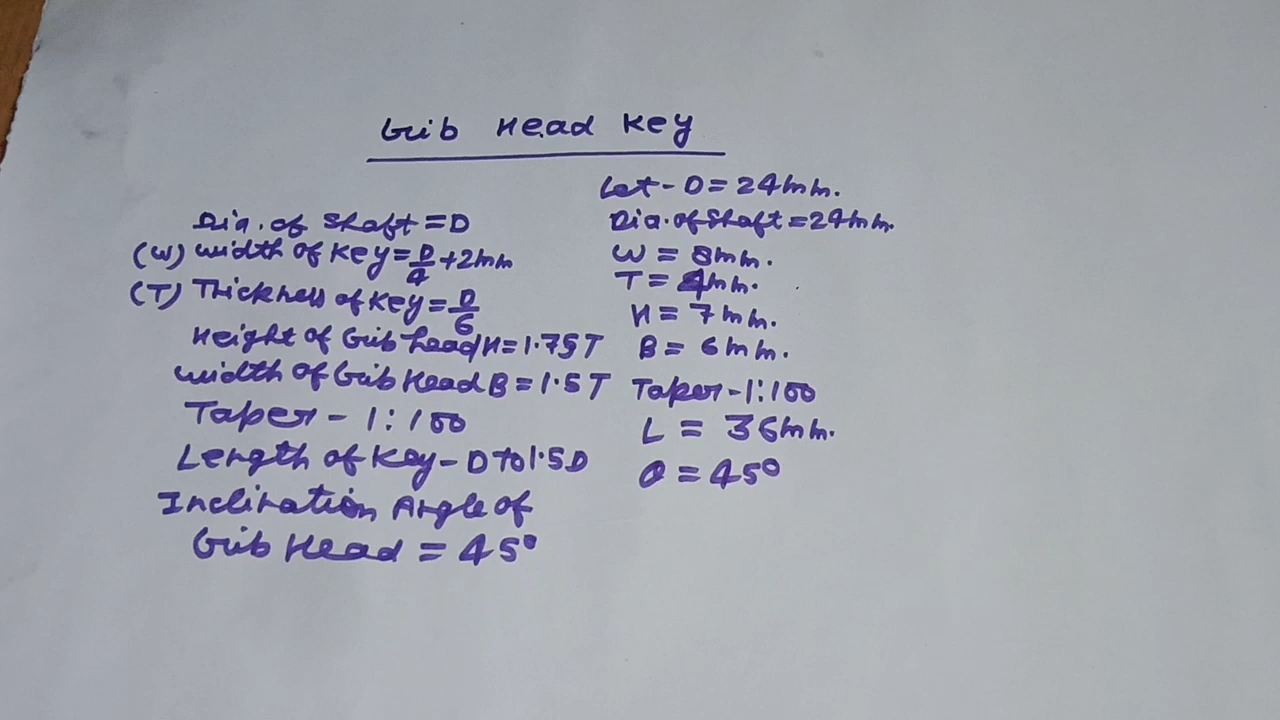 Gib Head Key
Let - D = 24mm.
Dia. of Shaft = D
Dia. of Shaft = 24mm.
(W) width of Key = D/4 + 2mm
W = 8mm.
(T) Thickness of Key = D/6
T = 4mm.
Height of Gib head H = 1.75T
H = 7mm.
width of Gib Head B = 1.5T
B = 6mm.
Taper - 1:100
Taper - 1:100
Length of Key - D to 1.5D
L = 36mm.
Inclination Angle of
Gib Head = 45°
θ = 45°